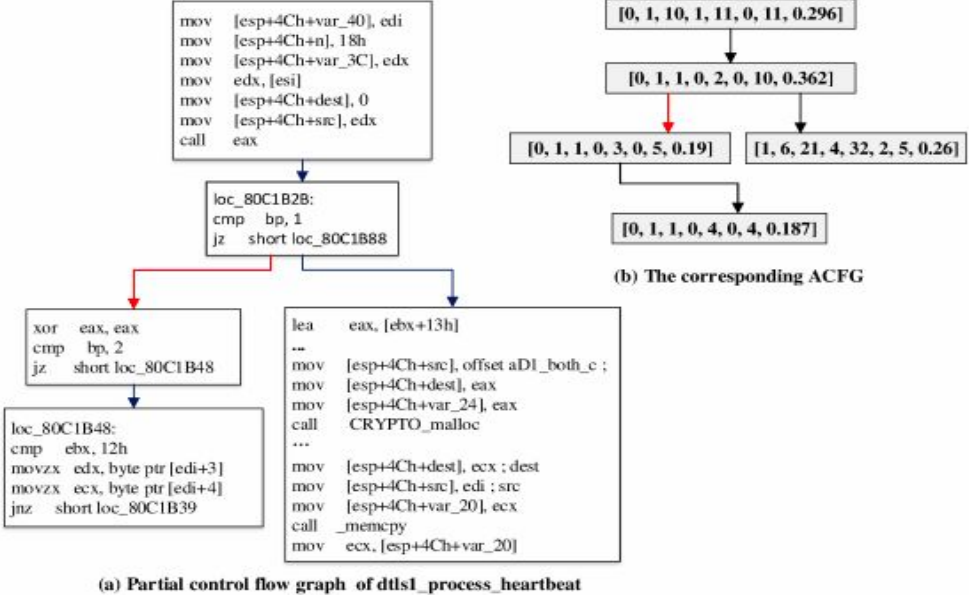 mov [esp+4Ch+var_40], edi
mov [esp+4Ch+n], 18h
mov [esp+4Ch+var_3C], edx
mov edx, [esi]
mov [esp+4Ch+dest], 0
mov [esp+4Ch+src], edx
call eax
loc_80C1B2B:
cmp bp, 1
jz short loc_80C1B88
xor eax, eax
cmp bp, 2
jz short loc_80C1B48
loc_80C1B48:
cmp ebx, 12h
movzx edx, byte ptr [edi+3]
movzx ecx, byte ptr [edi+4]
jnz short loc_80C1B39
lea eax, [ebx+13h]
...
mov [esp+4Ch+src], offset aD1_both_c ;
mov [esp+4Ch+dest], eax
mov [esp+4Ch+var_24], eax
call CRYPTO_malloc
...
mov [esp+4Ch+dest], ecx ; dest
mov [esp+4Ch+src], edi ; src
mov [esp+4Ch+var_20], ecx
call _memcpy
mov ecx, [esp+4Ch+var_20]
(a) Partial control flow graph of dtls1_process_heartbeat
[0, 1, 10, 1, 11, 0, 11, 0.296]
[0, 1, 1, 0, 2, 0, 10, 0.362]
[0, 1, 1, 0, 3, 0, 5, 0.19]
[1, 6, 21, 4, 32, 2, 5, 0.26]
[0, 1, 1, 0, 4, 0, 4, 0.187]
(b) The corresponding ACFG